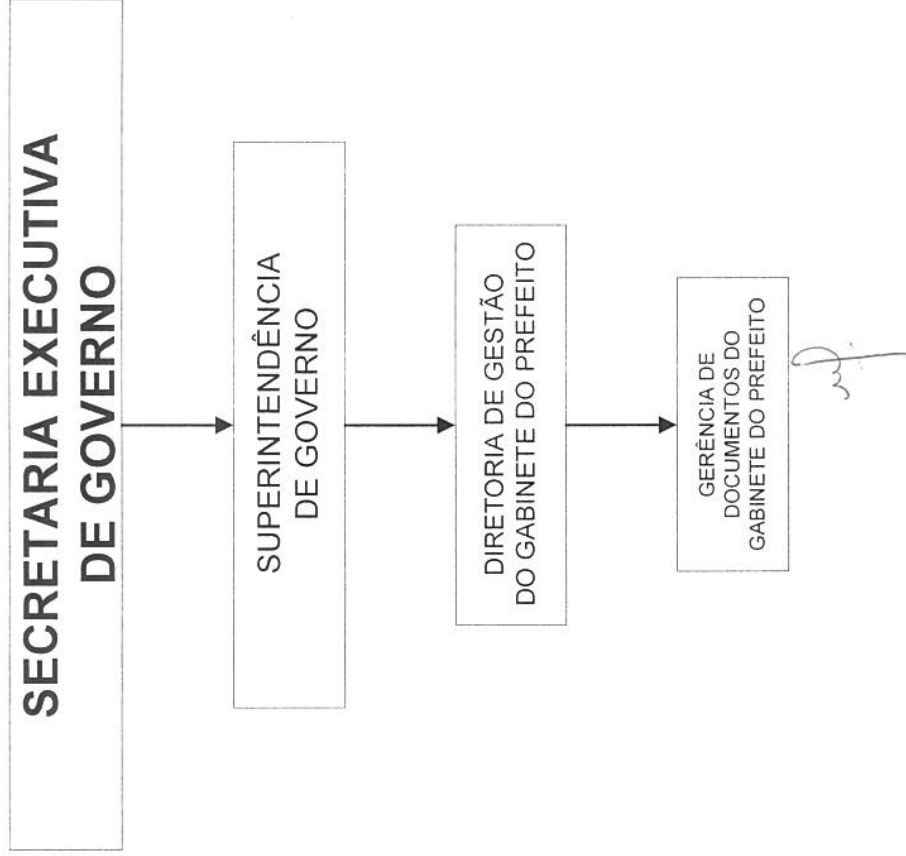 SECRETARIA EXECUTIVA
DE GOVERNO
SUPERINTENDÊNCIA
DE GOVERNO
DIRETORIA DE GESTÃO
DO GABINETE DO PREFEITO
GERÊNCIA DE
DOCUMENTOS DO
GABINETE DO PREFEITO